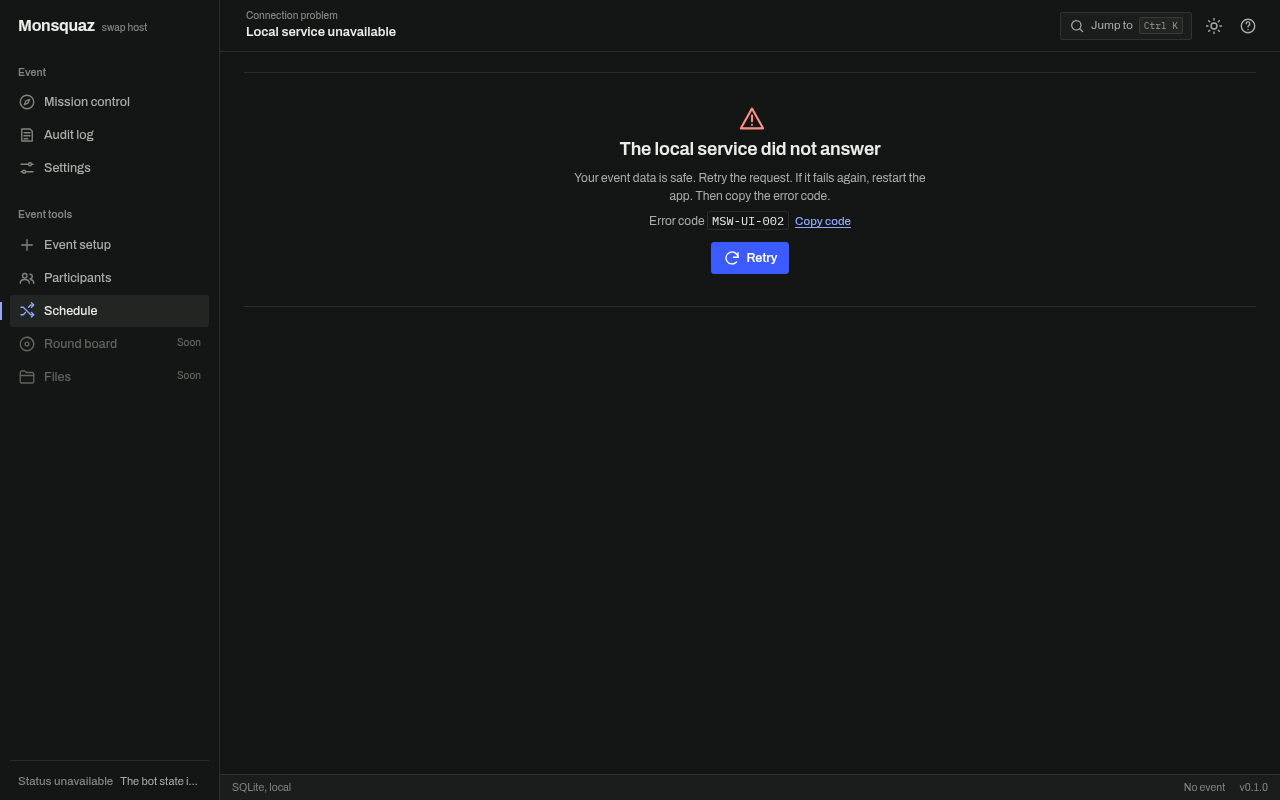 Monsquaz swap host
Event
Mission control
Audit log
Settings
Event tools
Event setup
Participants
Schedule
Round board Soon
Files Soon
Status unavailable The bot state i...
Connection problem
Local service unavailable
Jump to Ctrl K
The local service did not answer
Your event data is safe. Retry the request. If it fails again, restart the
app. Then copy the error code.
Error code MSW-UI-002 Copy code
Retry
SQLite, local
No event v0.1.0